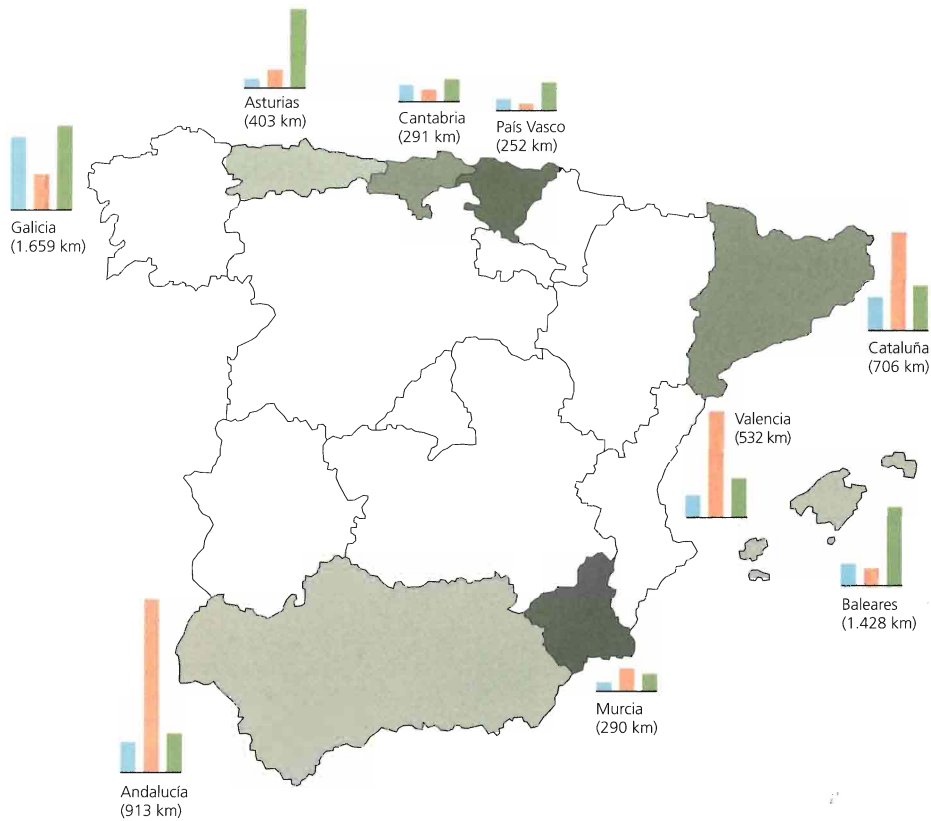 Asturias
(403 km)
Cantabria
(291 km)
País Vasco
(252 km)
Galicia
(1.659 km)
Cataluña
(706 km)
Valencia
(532 km)
Baleares
(1.428 km)
Murcia
(290 km)
Andalucía
(913 km)